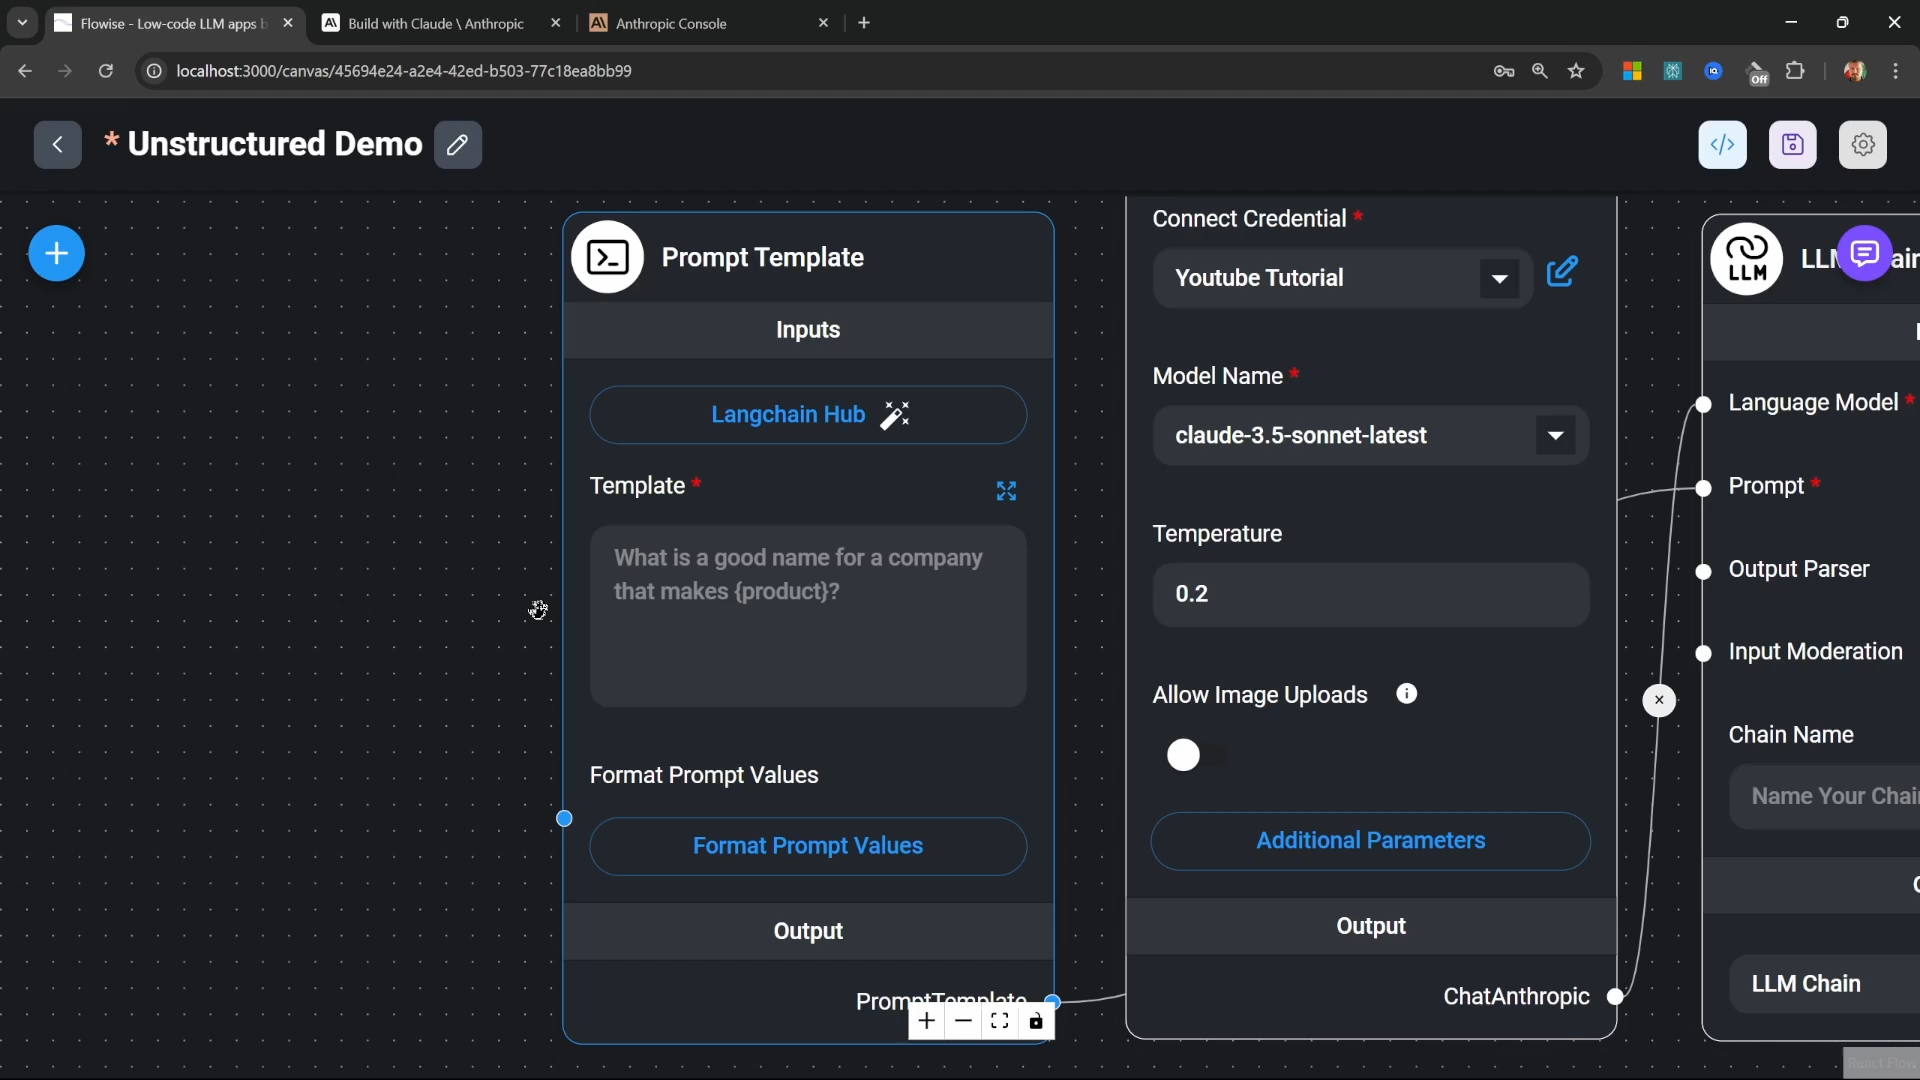 Flowise - Low-code LLM apps b
Build with Claude \ Anthropic
Anthropic Console
localhost:3000/canvas/45694e24-a2e4-42ed-b503-77c18ea8bb99
Off
* Unstructured Demo
Prompt Template
Inputs
Langchain Hub
Template *
What is a good name for a company
that makes {product}?
Format Prompt Values
Format Prompt Values
Output
PromptTemplate
Connect Credential *
Youtube Tutorial
Model Name *
claude-3.5-sonnet-latest
Temperature
0.2
Allow Image Uploads
Additional Parameters
Output
ChatAnthropic
LLM
Language Model *
Prompt *
Output Parser
Input Moderation
Chain Name
Name Your Chai
LLM Chain
React Flow